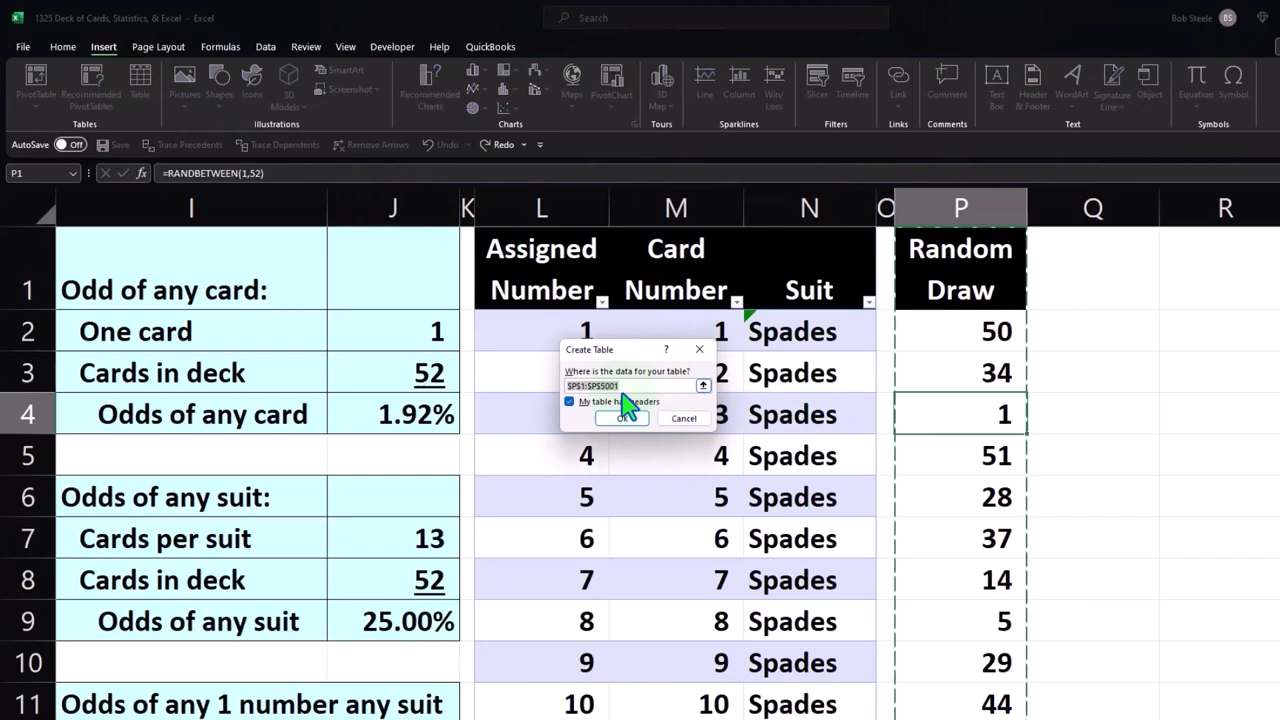 1325 Deck of Cards, Statistics, & Excel - Excel
Search
Bob Steele
BS
File Home Insert Page Layout Formulas Data Review View Developer Help QuickBooks
PivotTable Recommended PivotTables Table
Pictures Shapes Icons 3D Models SmartArt Screenshot
Recommended Charts Maps PivotChart
3D Map Line Column Win/Loss
Slicer Timeline Link Comment
Text Box Header & Footer WordArt Signature Line Object Equation Symbol
Tables Illustrations Charts Tours Sparklines Filters Links Comments Text Symbols
AutoSave Off Save Trace Precedents Trace Dependents Remove Arrows Undo Redo
P1 fx =RANDBETWEEN(1,52)
I J K L M N O P Q R
Assigned Card Random
1 Odd of any card: Number Number Suit Draw
2 One card 1 1 1 Spades 50
3 Cards in deck 52 2 Spades 34
4 Odds of any card 1.92% 3 Spades 1
5 4 4 Spades 51
6 Odds of any suit: 5 5 Spades 28
7 Cards per suit 13 6 6 Spades 37
8 Cards in deck 52 7 7 Spades 14
9 Odds of any suit 25.00% 8 8 Spades 5
10 9 9 Spades 29
11 Odds of any 1 number any suit 10 10 Spades 44
Create Table ?
Where is the data for your table?
$P$1:$P$5001
My table headers
Cancel